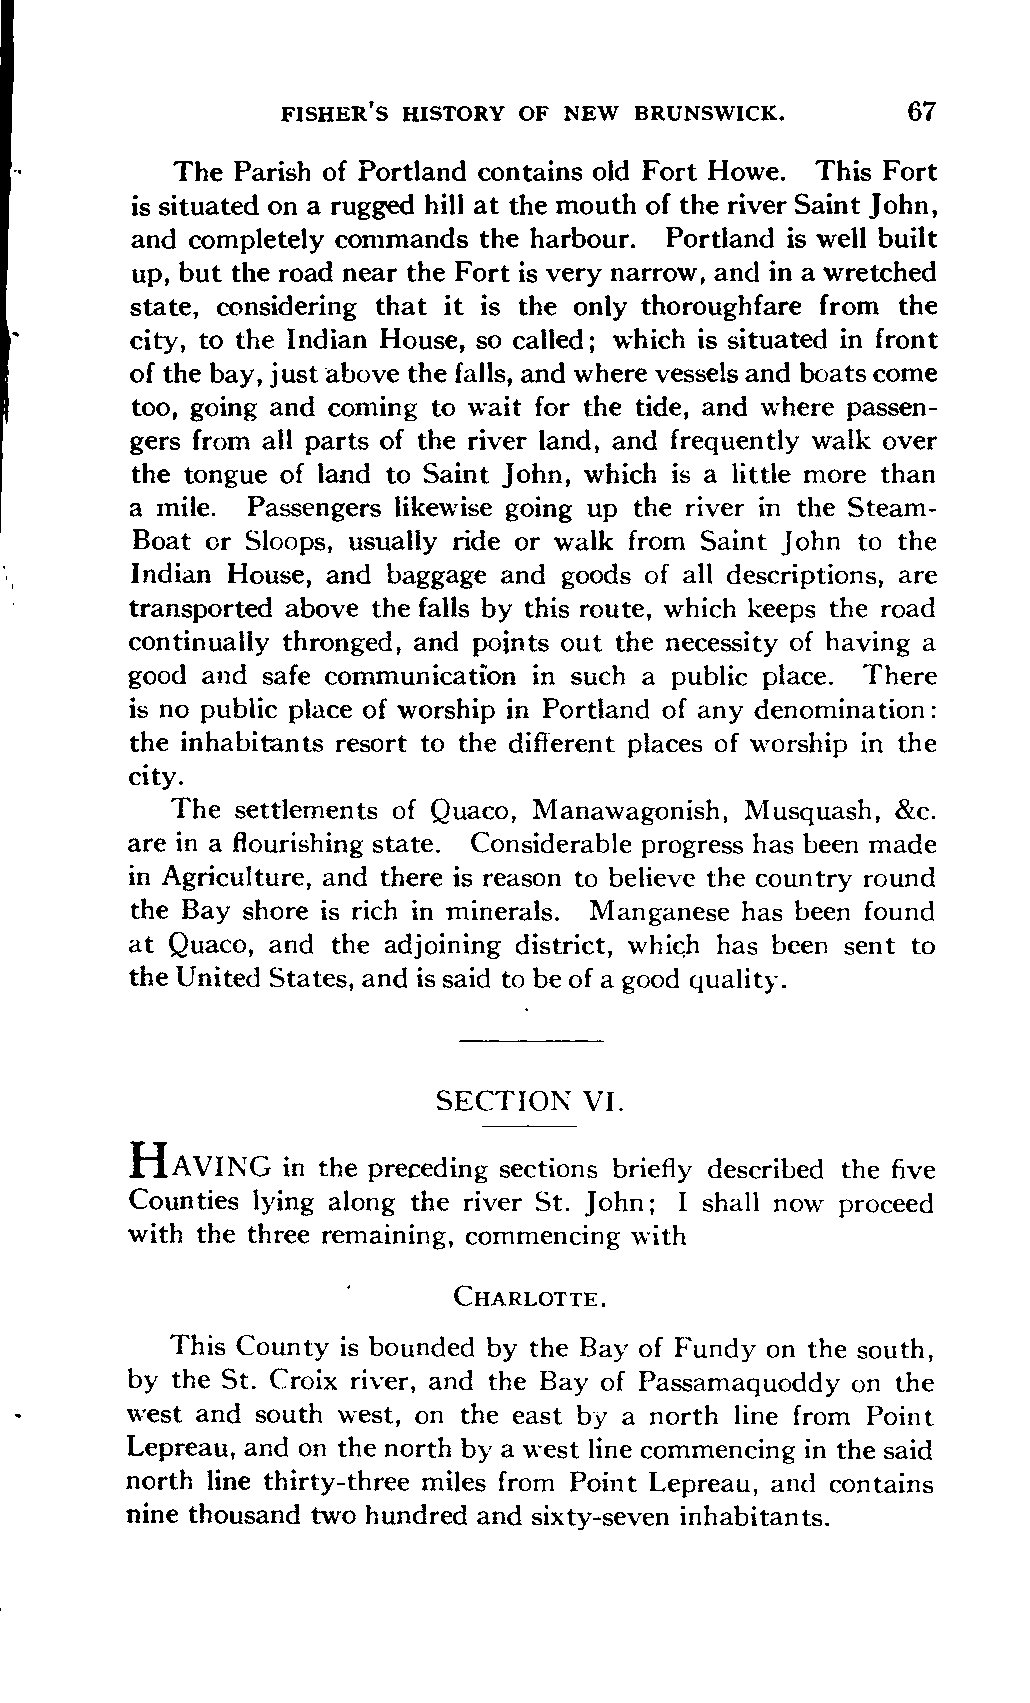 FISHER'S HISTORY OF NEW BRUNSWICK. 67
The Parish of Portland contains old Fort Howe. This Fort
is situated on a rugged hill at the mouth of the river Saint John,
and completely commands the harbour. Portland is well built
up, but the road near the Fort is very narrow, and in a wretched
state, considering that it is the only thoroughfare from the
city, to the Indian House, so called; which is situated in front
of the bay, just above the falls, and where vessels and boats come
too, going and coming to wait for the tide, and where passen-
gers from all parts of the river land, and frequently walk over
the tongue of land to Saint John, which is a little more than
a mile. Passengers likewise going up the river in the Steam-
Boat or Sloops, usually ride or walk from Saint John to the
Indian House, and baggage and goods of all descriptions, are
transported above the falls by this route, which keeps the road
continually thronged, and points out the necessity of having a
good and safe communication in such a public place. There
is no public place of worship in Portland of any denomination:
the inhabitants resort to the different places of worship in the
city.
The settlements of Quaco, Manawagonish, Musquash, &c.
are in a flourishing state. Considerable progress has been made
in Agriculture, and there is reason to believe the country round
the Bay shore is rich in minerals. Manganese has been found
at Quaco, and the adjoining district, which has been sent to
the United States, and is said to be of a good quality.
SECTION VI.
HAVING in the preceding sections briefly described the five
Counties lying along the river St. John; I shall now proceed
with the three remaining, commencing with
CHARLOTTE.
This County is bounded by the Bay of Fundy on the south,
by the St. Croix river, and the Bay of Passamaquoddy on the
west and south west, on the east by a north line from Point
Lepreau, and on the north by a west line commencing in the said
north line thirty-three miles from Point Lepreau, and contains
nine thousand two hundred and sixty-seven inhabitants.